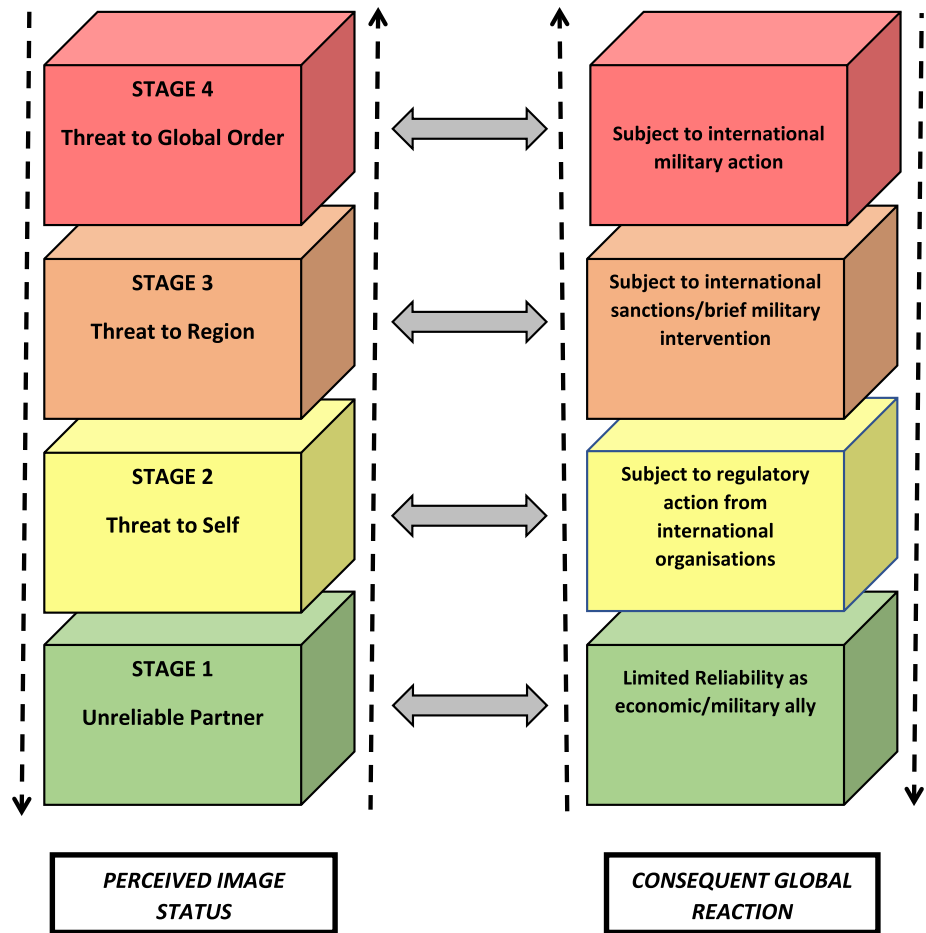 STAGE 4
Threat to Global Order
Subject to international
military action
STAGE 3
Threat to Region
Subject to international
sanctions/brief military
intervention
STAGE 2
Threat to Self
Subject to regulatory
action from
international
organisations
STAGE 1
Unreliable Partner
Limited Reliability as
economic/military ally
PERCEIVED IMAGE
STATUS
CONSEQUENT GLOBAL
REACTION